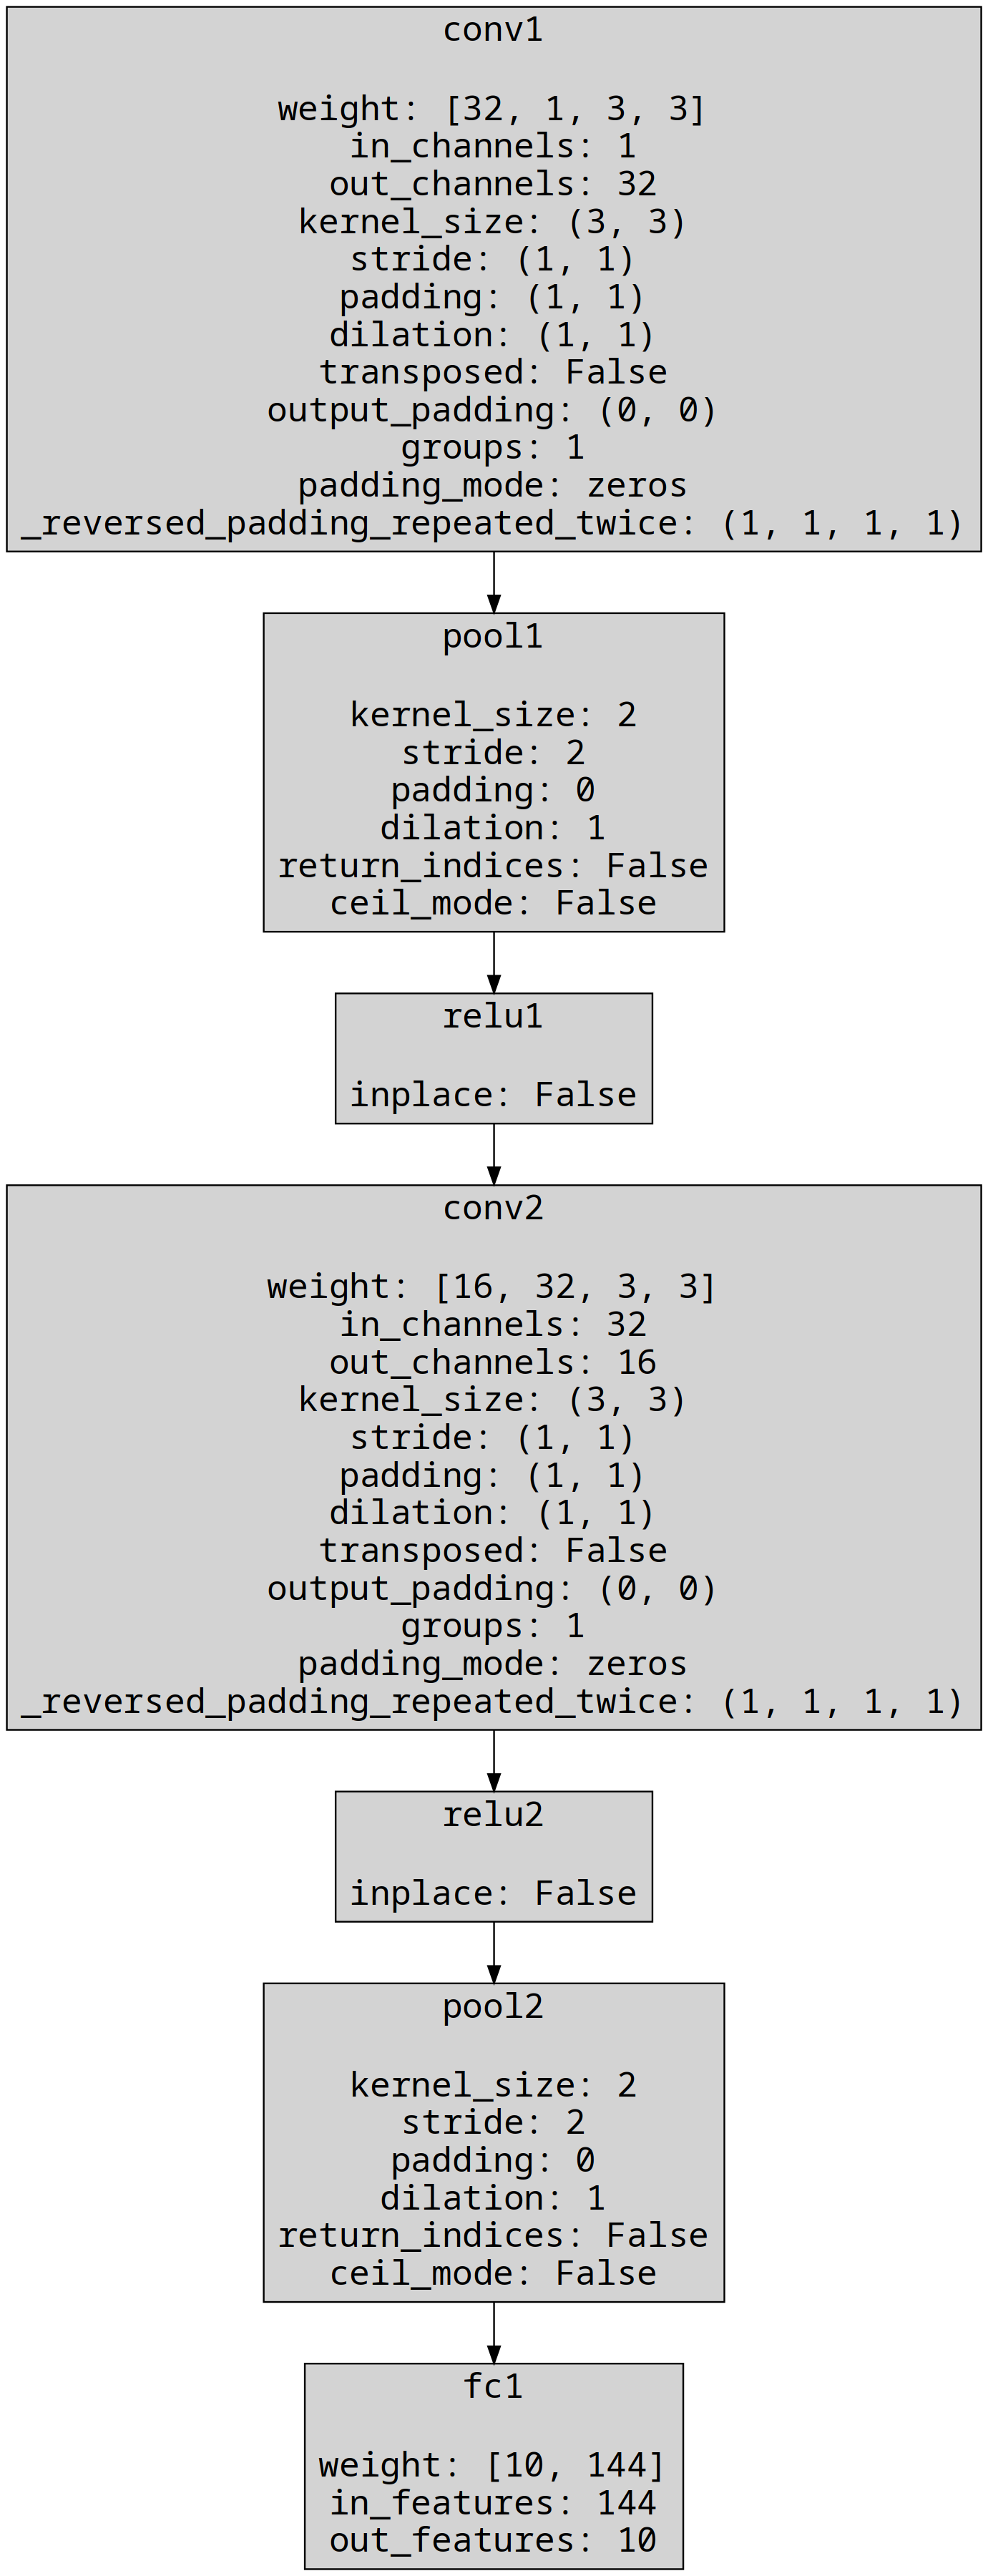 conv1
weight: [32, 1, 3, 3]
in_channels: 1
out_channels: 32
kernel_size: (3, 3)
stride: (1, 1)
padding: (1, 1)
dilation: (1, 1)
transposed: False
output_padding: (0, 0)
groups: 1
padding_mode: zeros
_reversed_padding_repeated_twice: (1, 1, 1, 1)
pool1
kernel_size: 2
stride: 2
padding: 0
dilation: 1
return_indices: False
ceil_mode: False
relu1
inplace: False
conv2
weight: [16, 32, 3, 3]
in_channels: 32
out_channels: 16
kernel_size: (3, 3)
stride: (1, 1)
padding: (1, 1)
dilation: (1, 1)
transposed: False
output_padding: (0, 0)
groups: 1
padding_mode: zeros
_reversed_padding_repeated_twice: (1, 1, 1, 1)
relu2
inplace: False
pool2
kernel_size: 2
stride: 2
padding: 0
dilation: 1
return_indices: False
ceil_mode: False
fc1
weight: [10, 144]
in_features: 144
out_features: 10